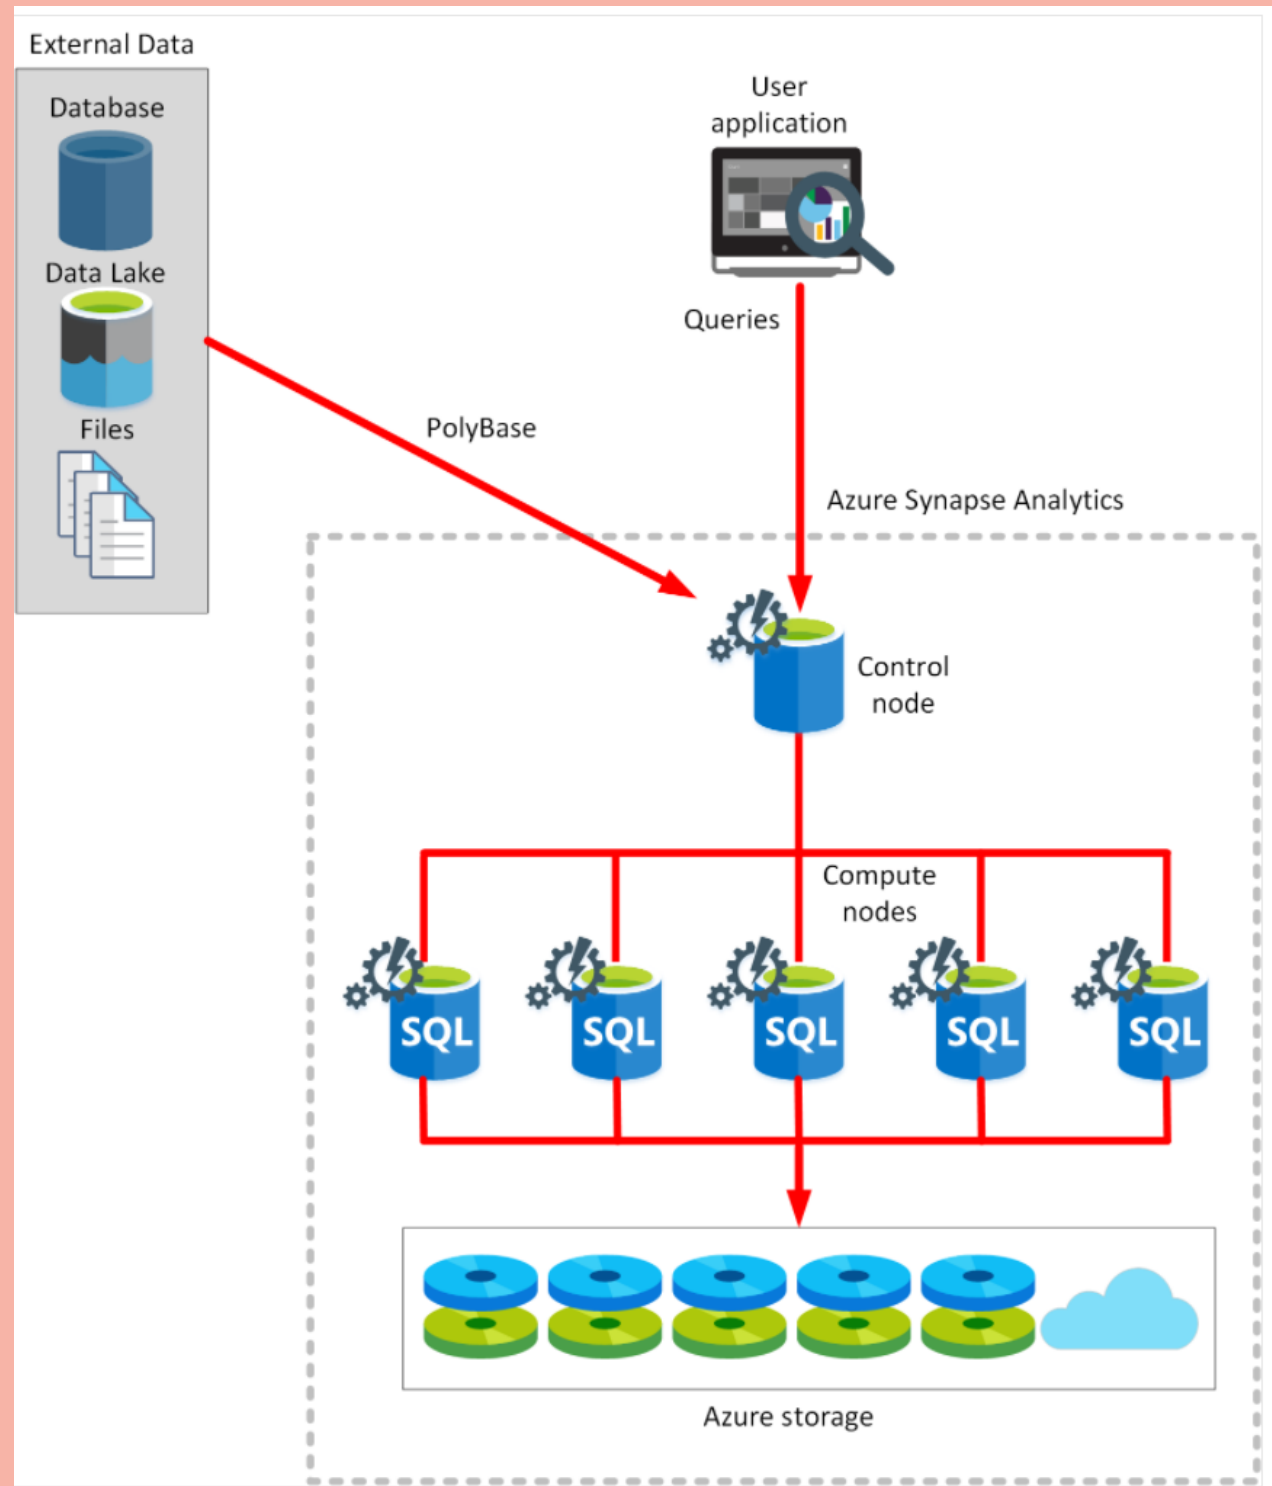 External Data
Database
Data Lake
Files
User
application
Queries
PolyBase
Azure Synapse Analytics
Control
node
Compute
nodes
SQL
SQL
SQL
SQL
SQL
Azure storage